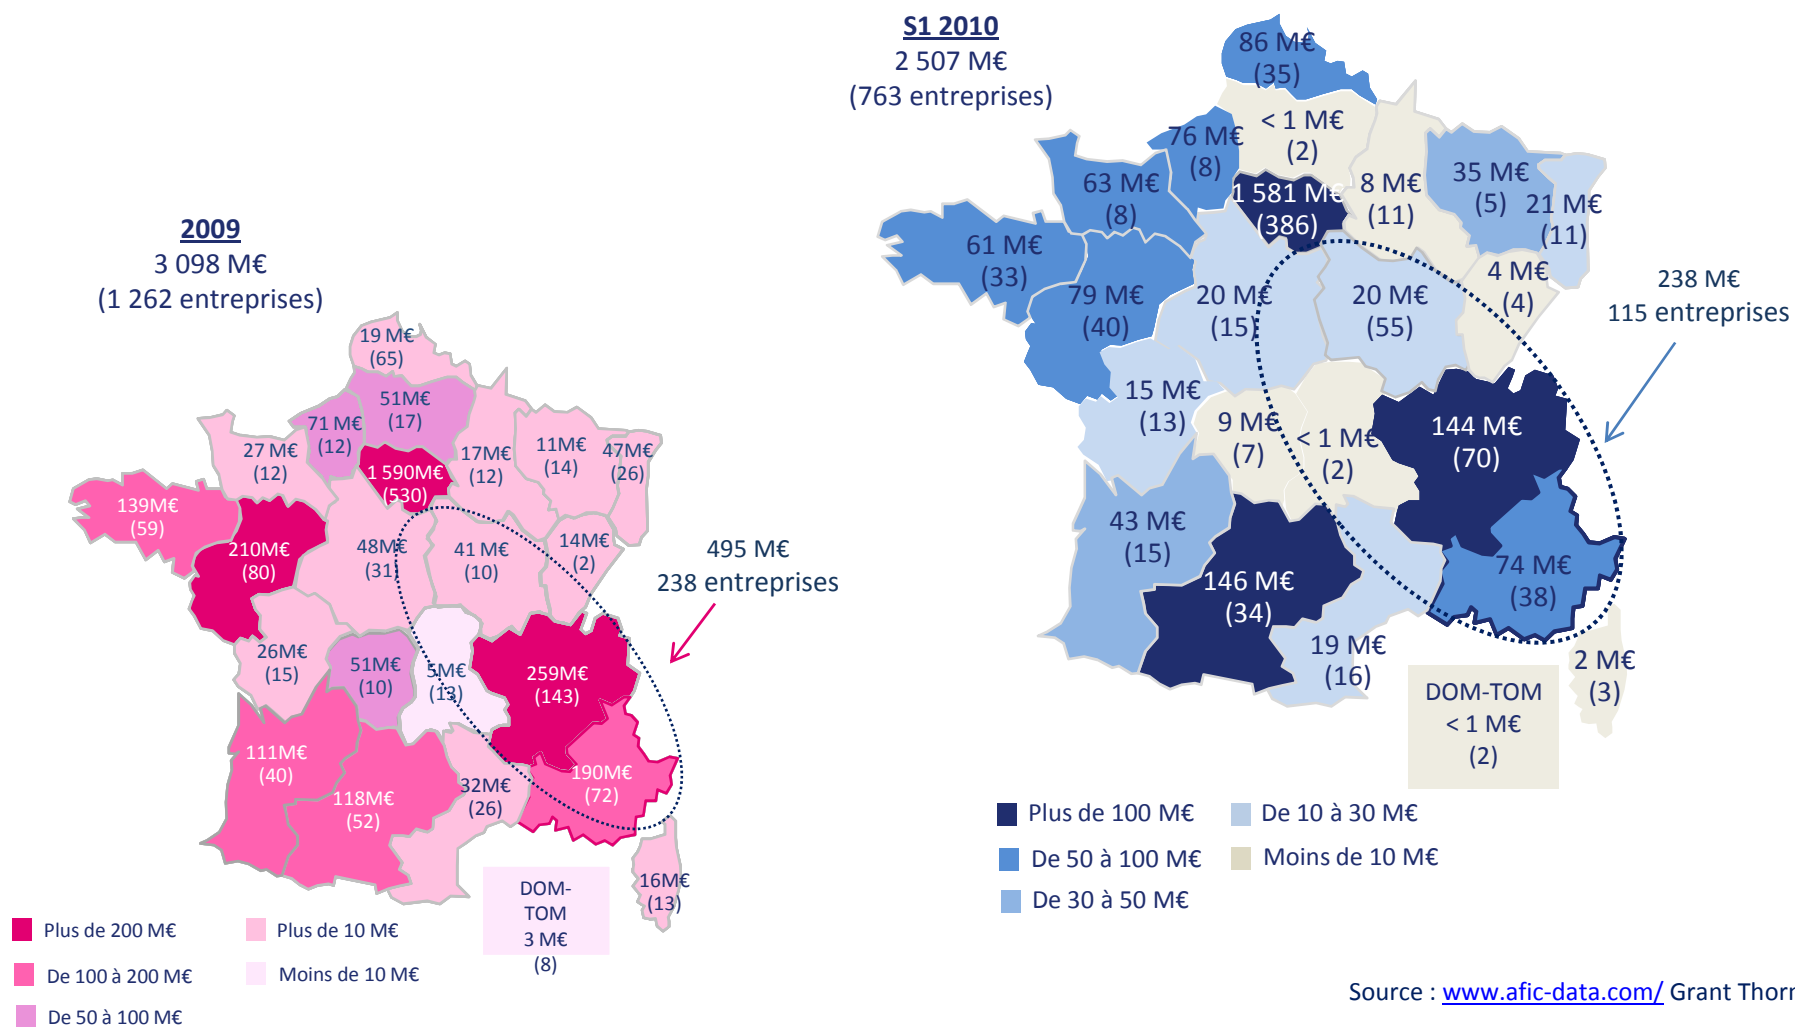 2009
3 098 M€
(1 262 entreprises)
19 M€
(65)
51M€
(17)
71 M€
(12)
27 M€
(12)
17M€
(12)
11M€
(14)
47M€
(26)
1 590M€
(530)
139M€
(59)
210M€
(80)
48M€
(31)
41 M€
(10)
14M€
(2)
495 M€
238 entreprises
26M€
(15)
51M€
(10)
5M€
(13)
259M€
(143)
111M€
(40)
118M€
(52)
32M€
(26)
190M€
(72)
16M€
(13)
DOM-
TOM
3 M€
(8)
Plus de 200 M€
Plus de 10 M€
De 100 à 200 M€
Moins de 10 M€
De 50 à 100 M€
S1 2010
2 507 M€
(763 entreprises)
86 M€
(35)
< 1 M€
(2)
76 M€
(8)
63 M€
(8)
1 581 M€
(386)
8 M€
(11)
35 M€
(5)
21 M€
(11)
61 M€
(33)
79 M€
(40)
20 M€
(15)
20 M€
(55)
4 M€
(4)
238 M€
115 entreprises
15 M€
(13)
9 M€
(7)
< 1 M€
(2)
144 M€
(70)
43 M€
(15)
146 M€
(34)
74 M€
(38)
19 M€
(16)
2 M€
(3)
DOM-TOM
< 1 M€
(2)
Plus de 100 M€
De 10 à 30 M€
De 50 à 100 M€
Moins de 10 M€
De 30 à 50 M€
Source : www.afic-data.com/ Grant Thorn